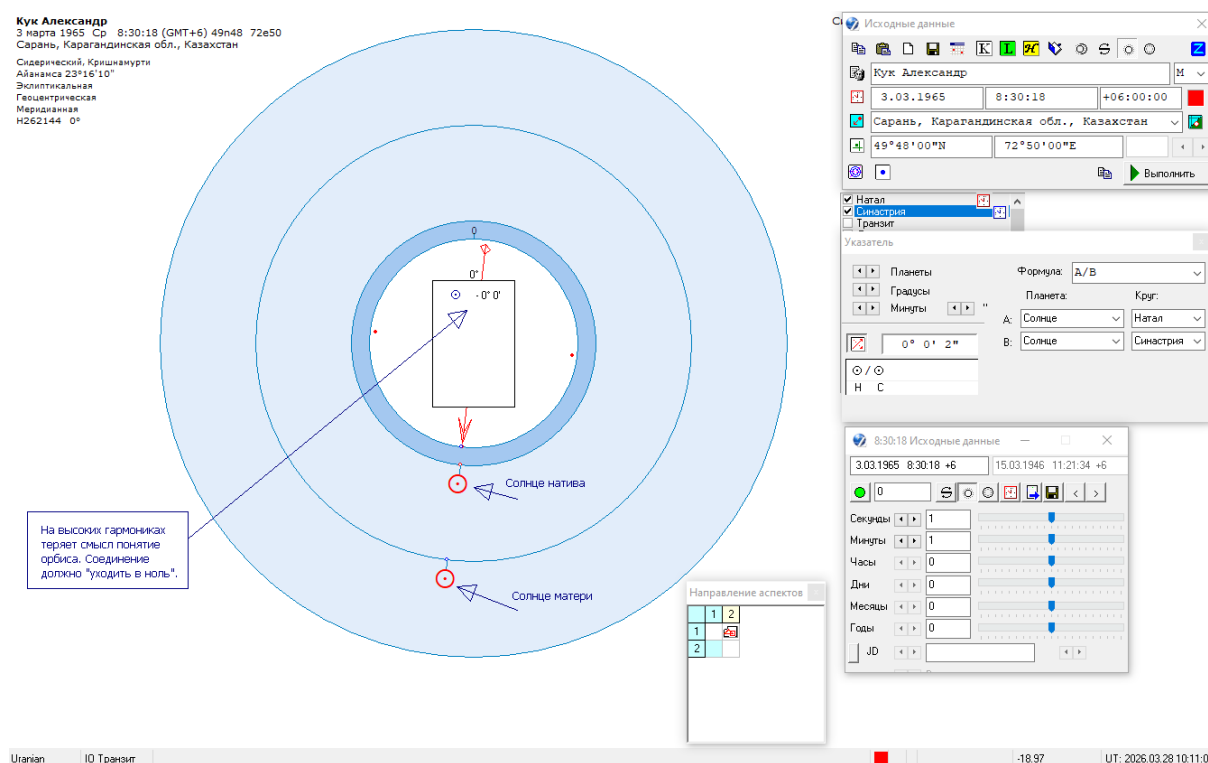 Кук Александр
3 марта 1965 Ср 8:30:18 (GMT+6) 49n48 72e50
Сарань, Карагандинская обл., Казахстан
Сидерический, Кришнамурти
Айанамса 23°16'10"
Эклиптикальная
Геоцентрическая
Меридианная
H262144 0°
0
0°
- 0° 0'
Солнце натива
Солнце матери
На высоких гармониках
теряет смысл понятие
орбиса. Соединение
должно "уходить в ноль".
Исходные данные
K L H Z
Кук Александр М
3.03.1965 8:30:18 +06:00:00
Сарань, Карагандинская обл., Казахстан
49°48'00"N 72°50'00"E
Выполнить
Натал
Синастрия
Транзит
Указатель
Планеты Формула: A/B
Градусы Планета: Круг:
Минуты "
A: Солнце Натал
0° 0' 2" B: Солнце Синастрия
☉/☉
Н С
8:30:18 Исходные данные
3.03.1965 8:30:18 +6 15.03.1946 11:21:34 +6
0
Секунды 1
Минуты 1
Часы 0
Дни 0
Месяцы 0
Годы 0
JD
Направление аспектов
1 2
1
2
Uranian IO Транзит -18.97 UT: 2026.03.28 10:11:0